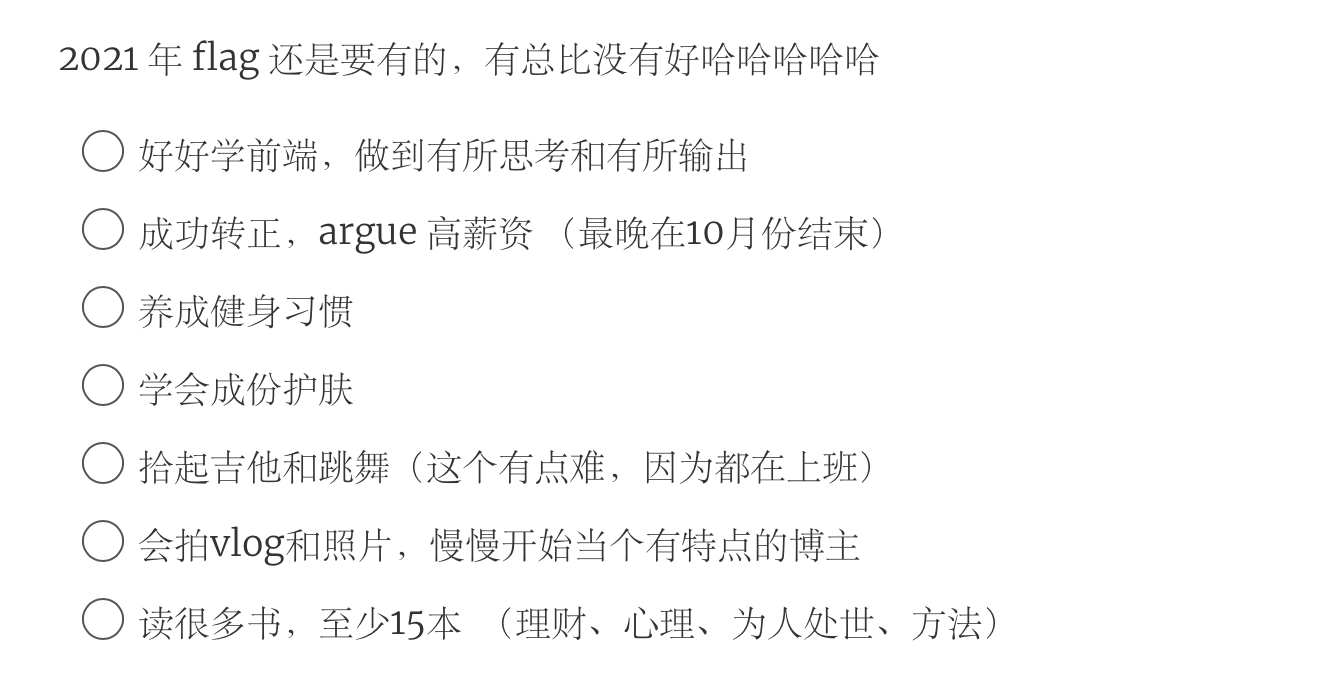 2021 年 flag 还是要有的，有总比没有好哈哈哈哈哈
好好学前端，做到有所思考和有所输出
成功转正，argue 高薪资 （最晚在10月份结束）
养成健身习惯
学会成份护肤
拾起吉他和跳舞（这个有点难，因为都在上班）
会拍vlog和照片，慢慢开始当个有特点的博主
读很多书，至少15本 （理财、心理、为人处世、方法）